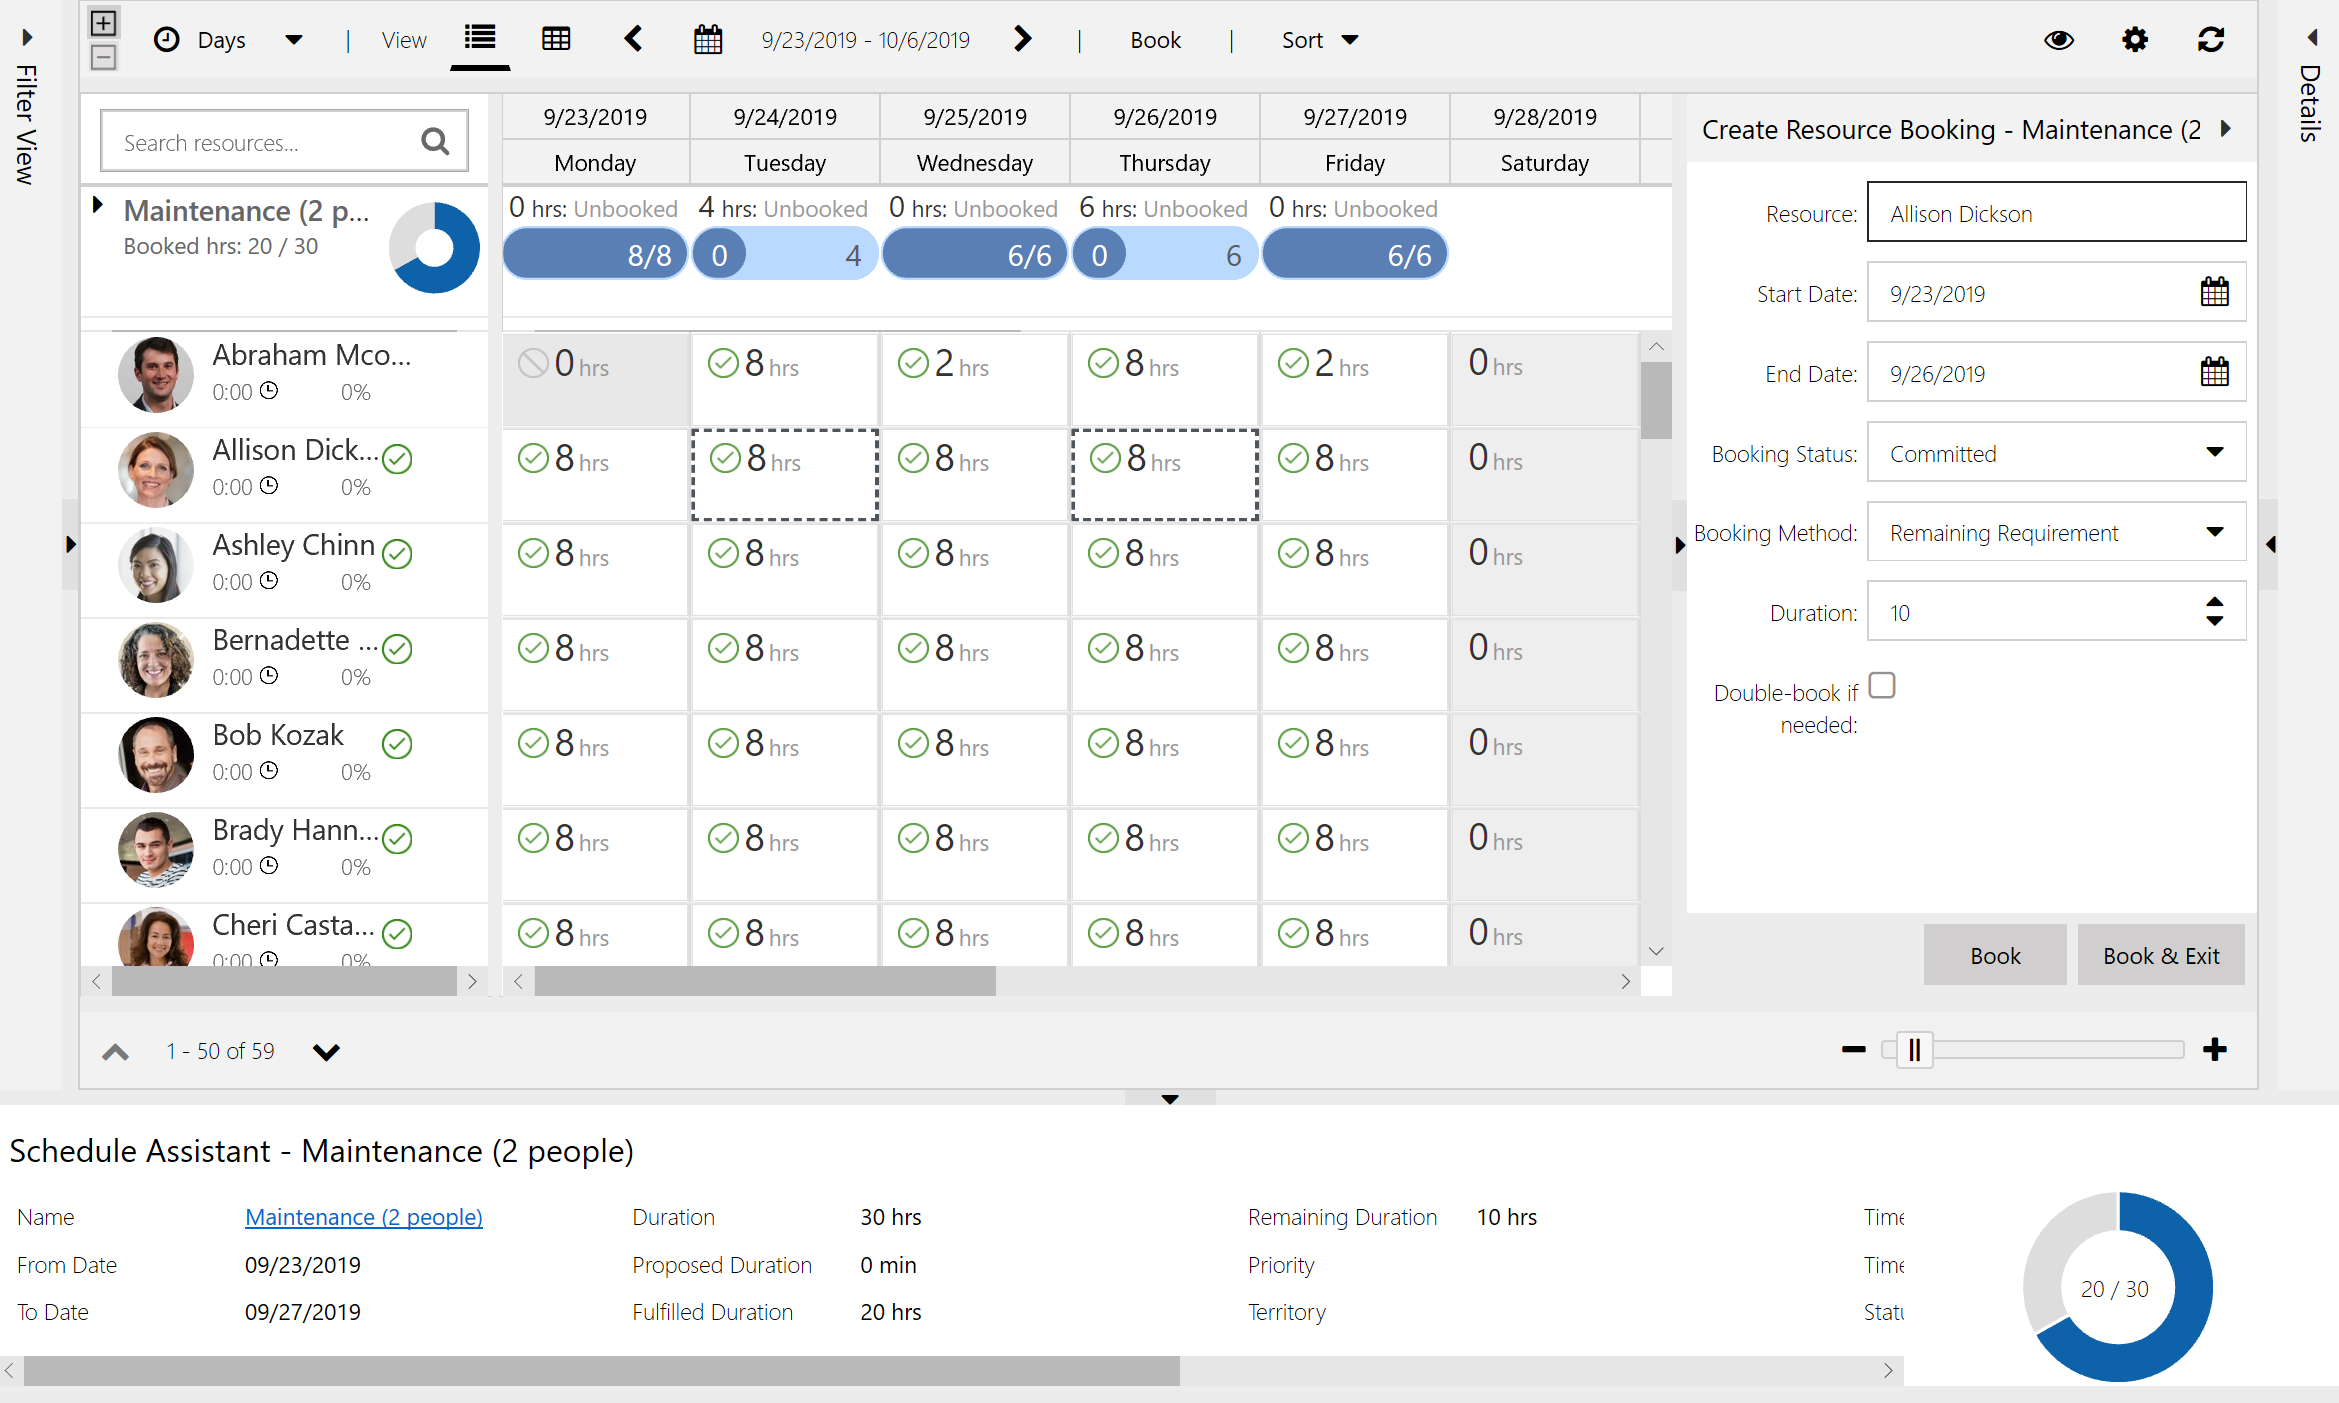 Filter View
Days
View
9/23/2019 - 10/6/2019
Book
Sort
Details
Search resources...
9/23/2019 9/24/2019 9/25/2019 9/26/2019 9/27/2019 9/28/2019
Monday Tuesday Wednesday Thursday Friday Saturday
Maintenance (2 p...
Booked hrs: 20 / 30
0 hrs: Unbooked 4 hrs: Unbooked 0 hrs: Unbooked 6 hrs: Unbooked 0 hrs: Unbooked
8/8 0 4 6/6 0 6 6/6
Abraham Mco...
0:00 0%
0 hrs 8 hrs 2 hrs 8 hrs 2 hrs 0 hrs
Allison Dick...
0:00 0%
8 hrs 8 hrs 8 hrs 8 hrs 8 hrs 0 hrs
Ashley Chinn
0:00 0%
8 hrs 8 hrs 8 hrs 8 hrs 8 hrs 0 hrs
Bernadette ...
0:00 0%
8 hrs 8 hrs 8 hrs 8 hrs 8 hrs 0 hrs
Bob Kozak
0:00 0%
8 hrs 8 hrs 8 hrs 8 hrs 8 hrs 0 hrs
Brady Hann...
0:00 0%
8 hrs 8 hrs 8 hrs 8 hrs 8 hrs 0 hrs
Cheri Casta...
0:00 0%
8 hrs 8 hrs 8 hrs 8 hrs 8 hrs 0 hrs
Create Resource Booking - Maintenance (2
Resource: Allison Dickson
Start Date: 9/23/2019
End Date: 9/26/2019
Booking Status: Committed
Booking Method: Remaining Requirement
Duration: 10
Double-book if
needed:
Book Book & Exit
1 - 50 of 59
Schedule Assistant - Maintenance (2 people)
Name Maintenance (2 people) Duration 30 hrs Remaining Duration 10 hrs Time
From Date 09/23/2019 Proposed Duration 0 min Priority Time
To Date 09/27/2019 Fulfilled Duration 20 hrs Territory Statu
20 / 30